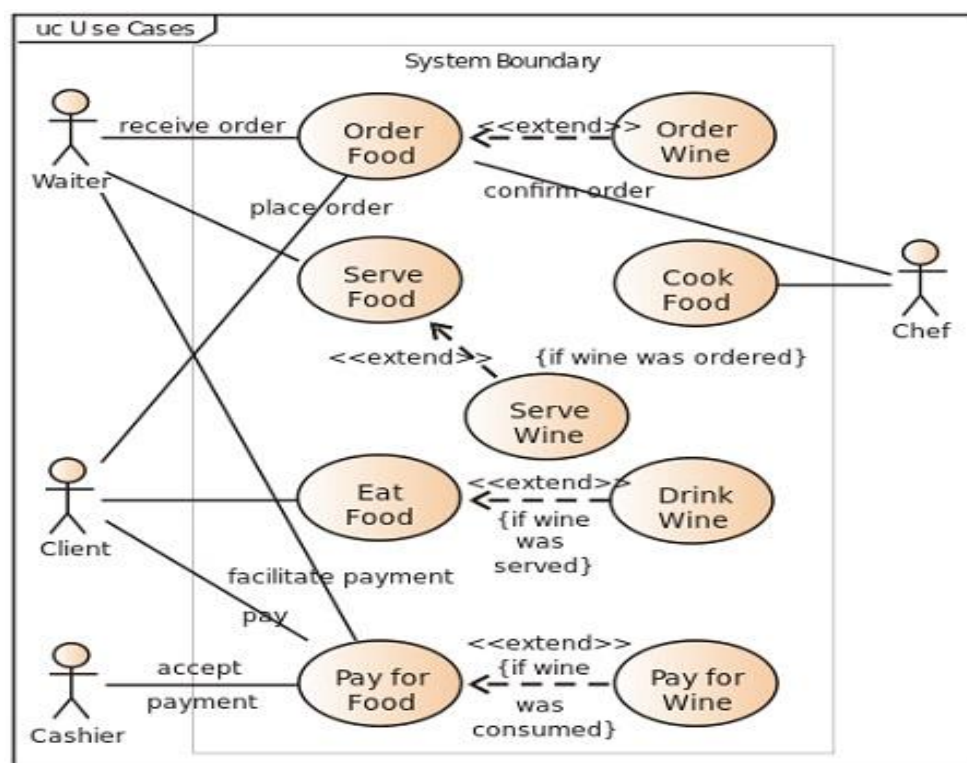 uc Use Cases
System Boundary
Waiter
receive order
Order
Food
<<extend>>
Order
Wine
place order
confirm order
Serve
Food
Cook
Food
Chef
<<extend>>
{if wine was ordered}
Serve
Wine
Client
Eat
Food
<<extend>>
{if wine
was
served}
Drink
Wine
facilitate payment
pay
Cashier
accept
payment
Pay for
Food
<<extend>>
{if wine
was
consumed}
Pay for
Wine